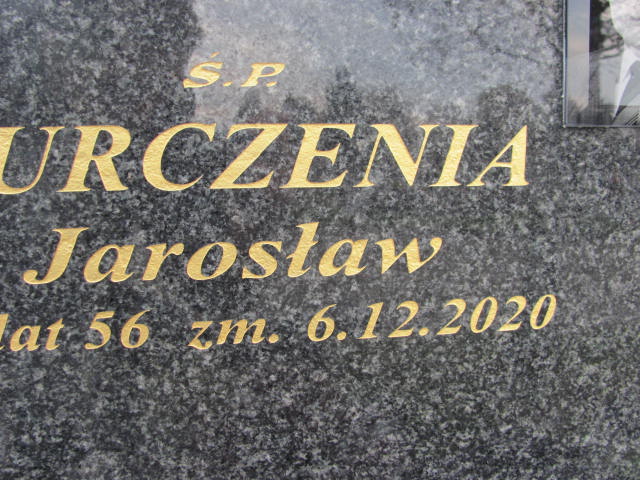 Ś.P.
URCZENIA
Jarosław
lat 56 zm. 6.12.2020